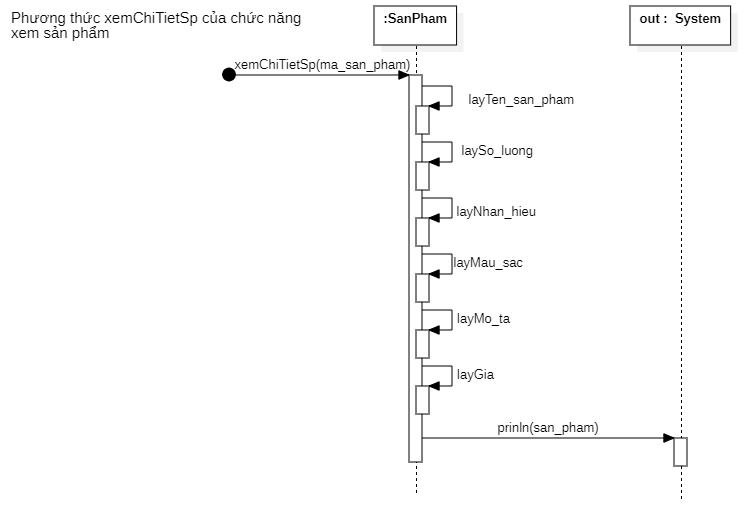 Phương thức xemChiTietSp của chức năng
xem sản phẩm
:SanPham
out : System
xemChiTietSp(ma_san_pham)
layTen_san_pham
laySo_luong
layNhan_hieu
layMau_sac
layMo_ta
layGia
prinln(san_pham)